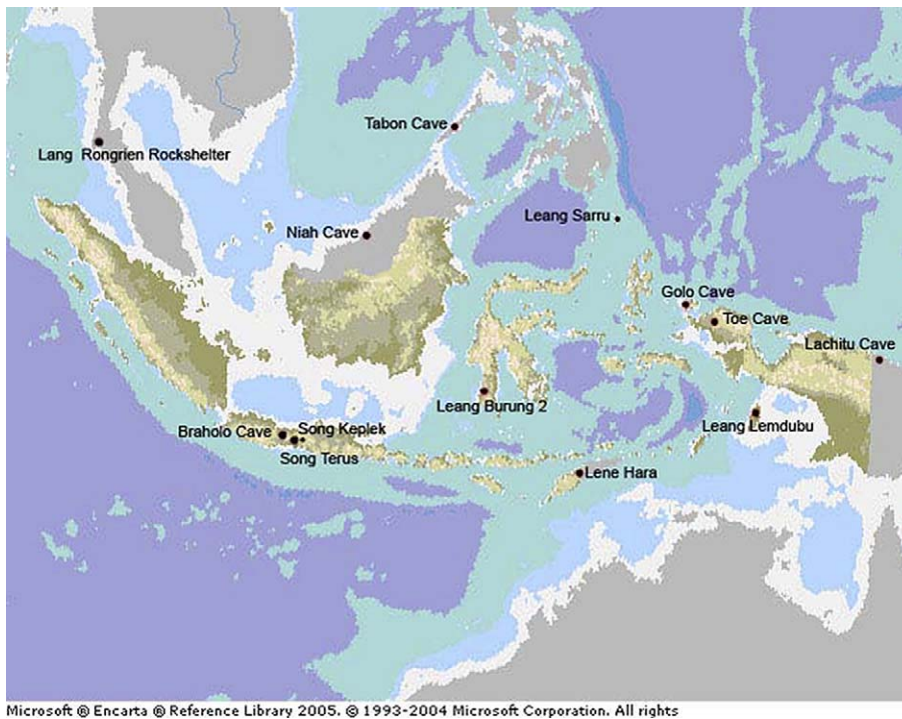 Tabon Cave
Lang Rongrien Rockshelter
Leang Sarru
Niah Cave
Golo Cave
Toe Cave
Lachitu Cave
Leang Burung 2
Leang Lemdubu
Braholo Cave
Song Keplek
Song Terus
Lene Hara
Microsoft ® Encarta ® Reference Library 2005. © 1993-2004 Microsoft Corporation. All rights